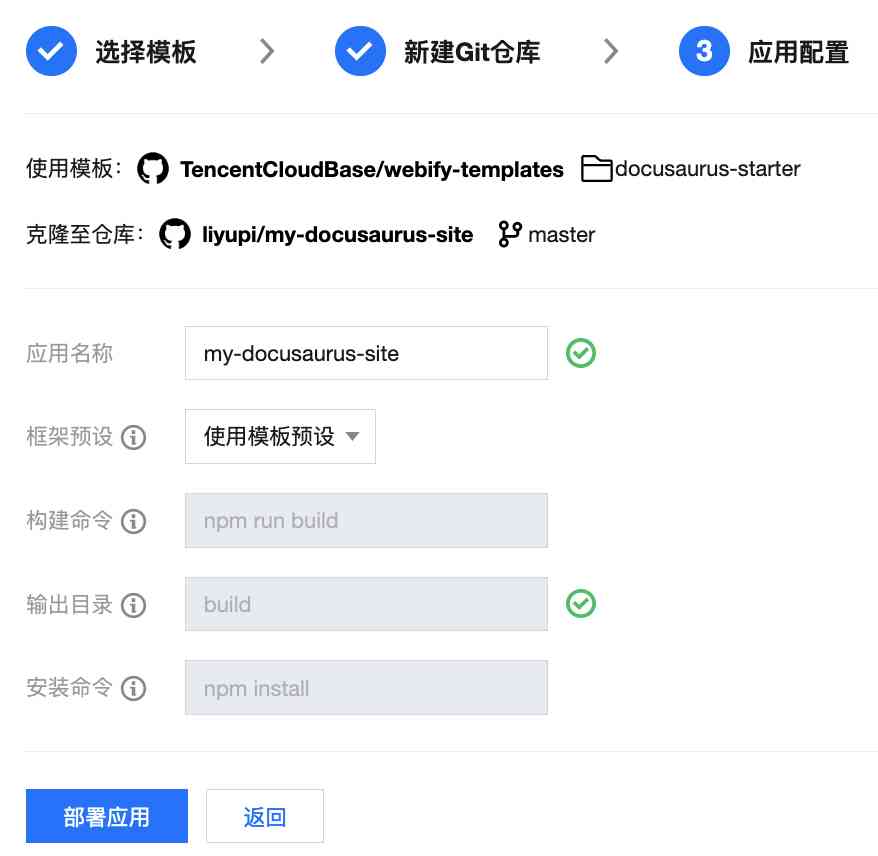 选择模板 新建Git仓库 3 应用配置
使用模板： TencentCloudBase/webify-templates docusaurus-starter
克隆至仓库： liyupi/my-docusaurus-site master
应用名称 my-docusaurus-site
框架预设 使用模板预设
构建命令 npm run build
输出目录 build
安装命令 npm install
部署应用 返回